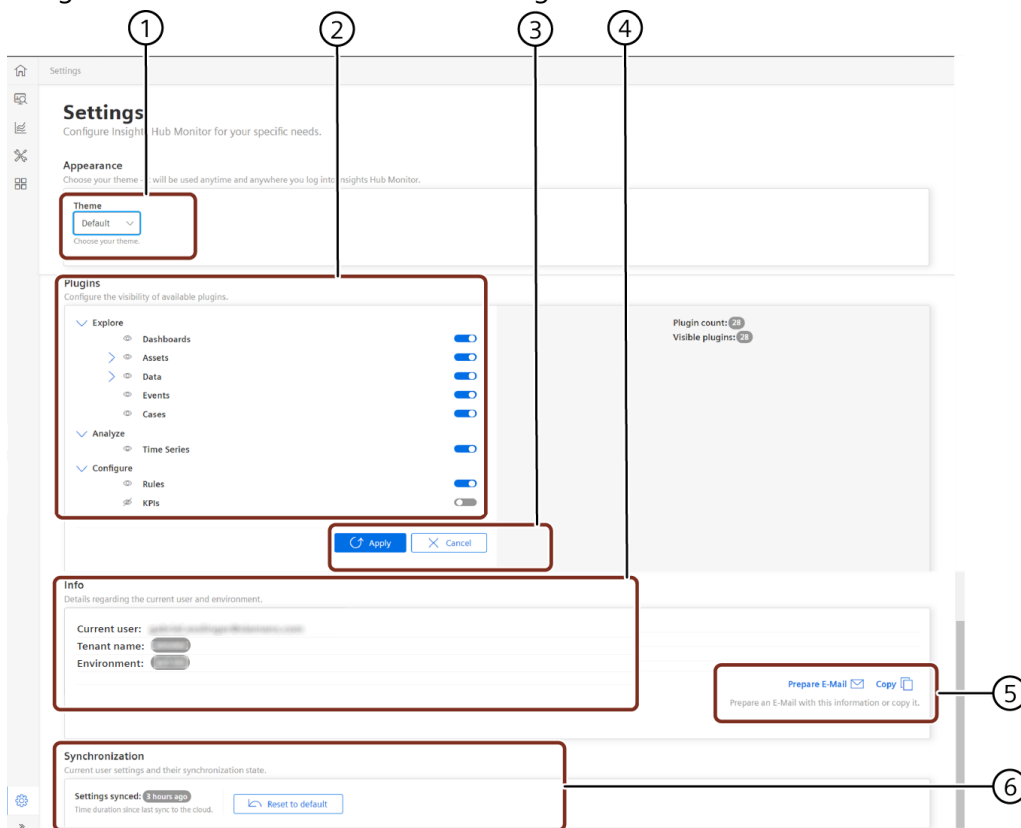 1 2 3 4
Settings
Settings
Configure Insights Hub Monitor for your specific needs.
Appearance
Choose your theme - it will be used anytime and anywhere you log into Insights Hub Monitor.
Theme
Default
Choose your theme.
Plugins
Configure the visibility of available plugins.
Explore
Dashboards
Assets
Data
Events
Cases
Analyze
Time Series
Configure
Rules
KPIs
Plugin count: 28
Visible plugins: 28
Apply Cancel
Info
Details regarding the current user and environment.
Current user:
Tenant name:
Environment:
Prepare E-Mail Copy
Prepare an E-Mail with this information or copy it.
5
Synchronization
Current user settings and their synchronization state.
6
Settings synced: 3 hours ago
Time duration since last sync to the cloud.
Reset to default